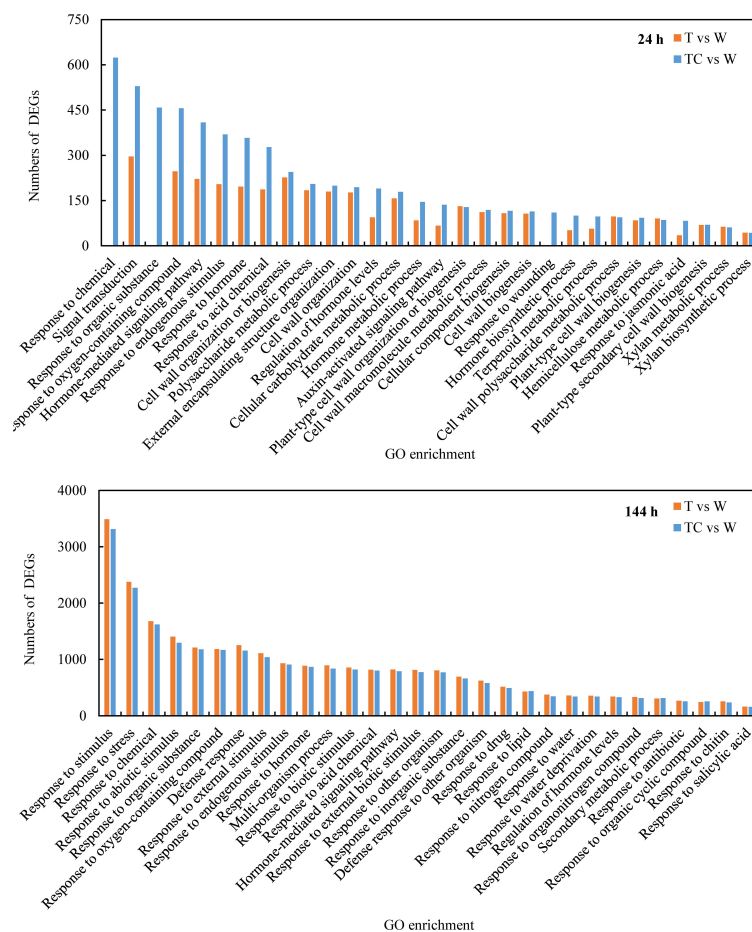 750
600
450
300
150
0
Numbers of DEGs
24 h
T vs W
TC vs W
Response to chemical
Signal transduction
Response to organic substance
esponse to oxygen-containing compound
Hormone-mediated signaling pathway
Response to endogenous stimulus
Response to hormone
Response to acid chemical
Cell wall organization or biogenesis
Polysaccharide metabolic process
External encapsulating structure organization
Cell wall organization
Regulation of hormone levels
Cellular carbohydrate metabolic process
Hormone metabolic process
Auxin-activated signaling pathway
Plant-type cell wall organization or biogenesis
Cell wall macromolecule metabolic process
Cellular component biogenesis
Cell wall biogenesis
Response to wounding
Hormone biosynthetic process
Terpenoid metabolic process
Cell wall polysaccharide metabolic process
Plant-type cell wall biogenesis
Hemicellulose metabolic process
Response to jasmonic acid
Plant-type secondary cell wall biogenesis
Xylan metabolic process
Xylan biosynthetic process
GO enrichment
4000
3000
2000
1000
0
Numbers of DEGs
144 h
T vs W
TC vs W
Response to stimulus
Response to stress
Response to chemical
Response to abiotic stimulus
Response to organic substance
Response to oxygen-containing compound
Defense response
Response to external stimulus
Response to endogenous stimulus
Response to hormone
Multi-organism process
Response to biotic stimulus
Response to acid chemical
Hormone-mediated signaling pathway
Response to external biotic stimulus
Response to other organism
Response to inorganic substance
Defense response to other organism
Response to drug
Response to lipid
Response to nitrogen compound
Response to water
Response to water deprivation
Regulation of hormone levels
Response to organonitrogen compound
Secondary metabolic process
Response to antibiotic
Response to organic cyclic compound
Response to chitin
Response to salicylic acid
GO enrichment